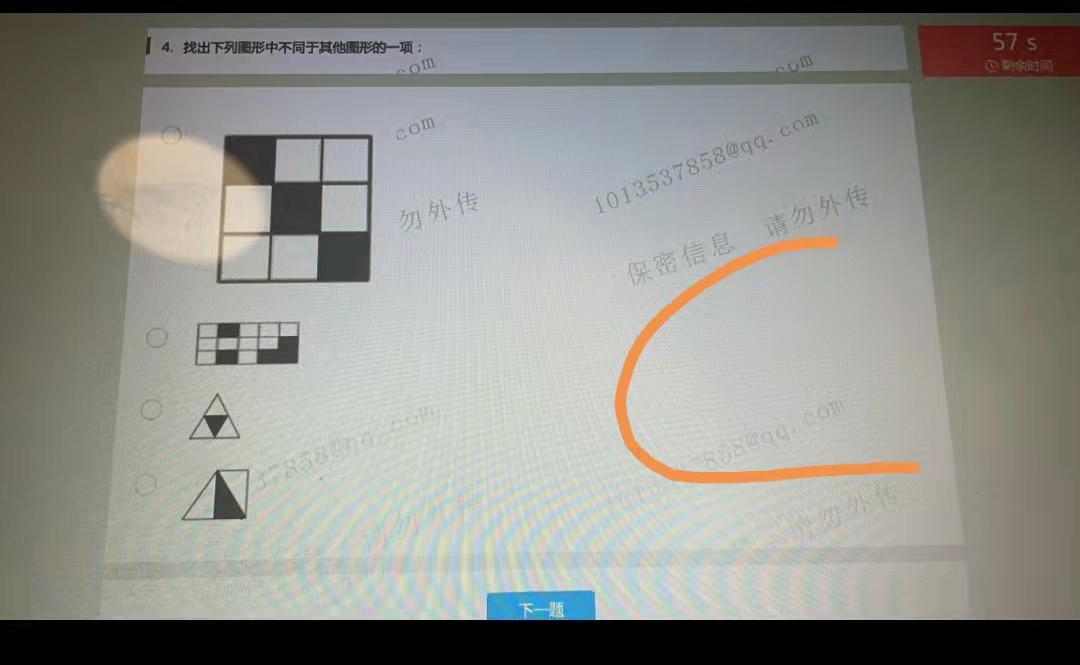 4. 找出下列图形中不同于其他图形的一项：
57 s
剩余时间
com
com
com
1013537858@qq.com
勿外传
请勿外传
保密信息
37858@qq.com
858@qq.com
请勿外传
请勿外传
下一题